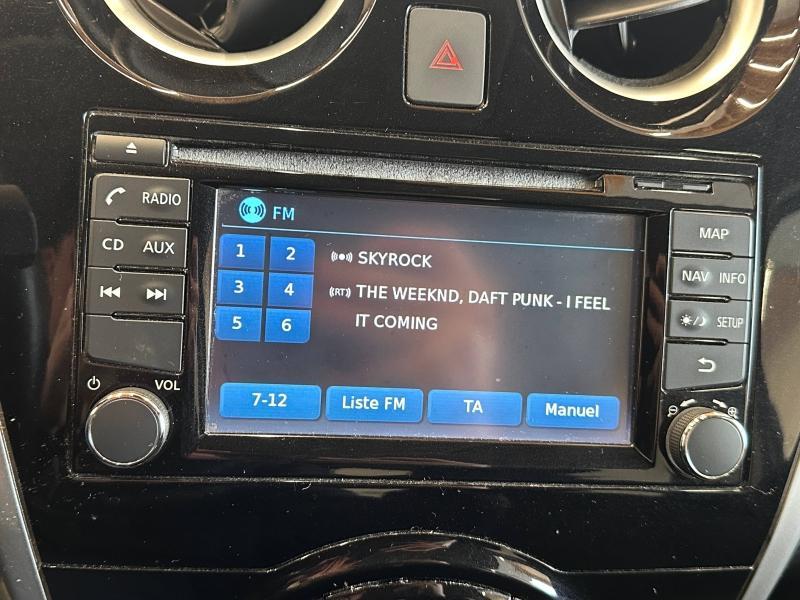 RADIO
CD AUX
VOL
FM
1 2
3 4
5 6
SKYROCK
(RT) THE WEEKND, DAFT PUNK - I FEEL
IT COMING
7-12 Liste FM TA Manuel
MAP
NAV INFO
SETUP